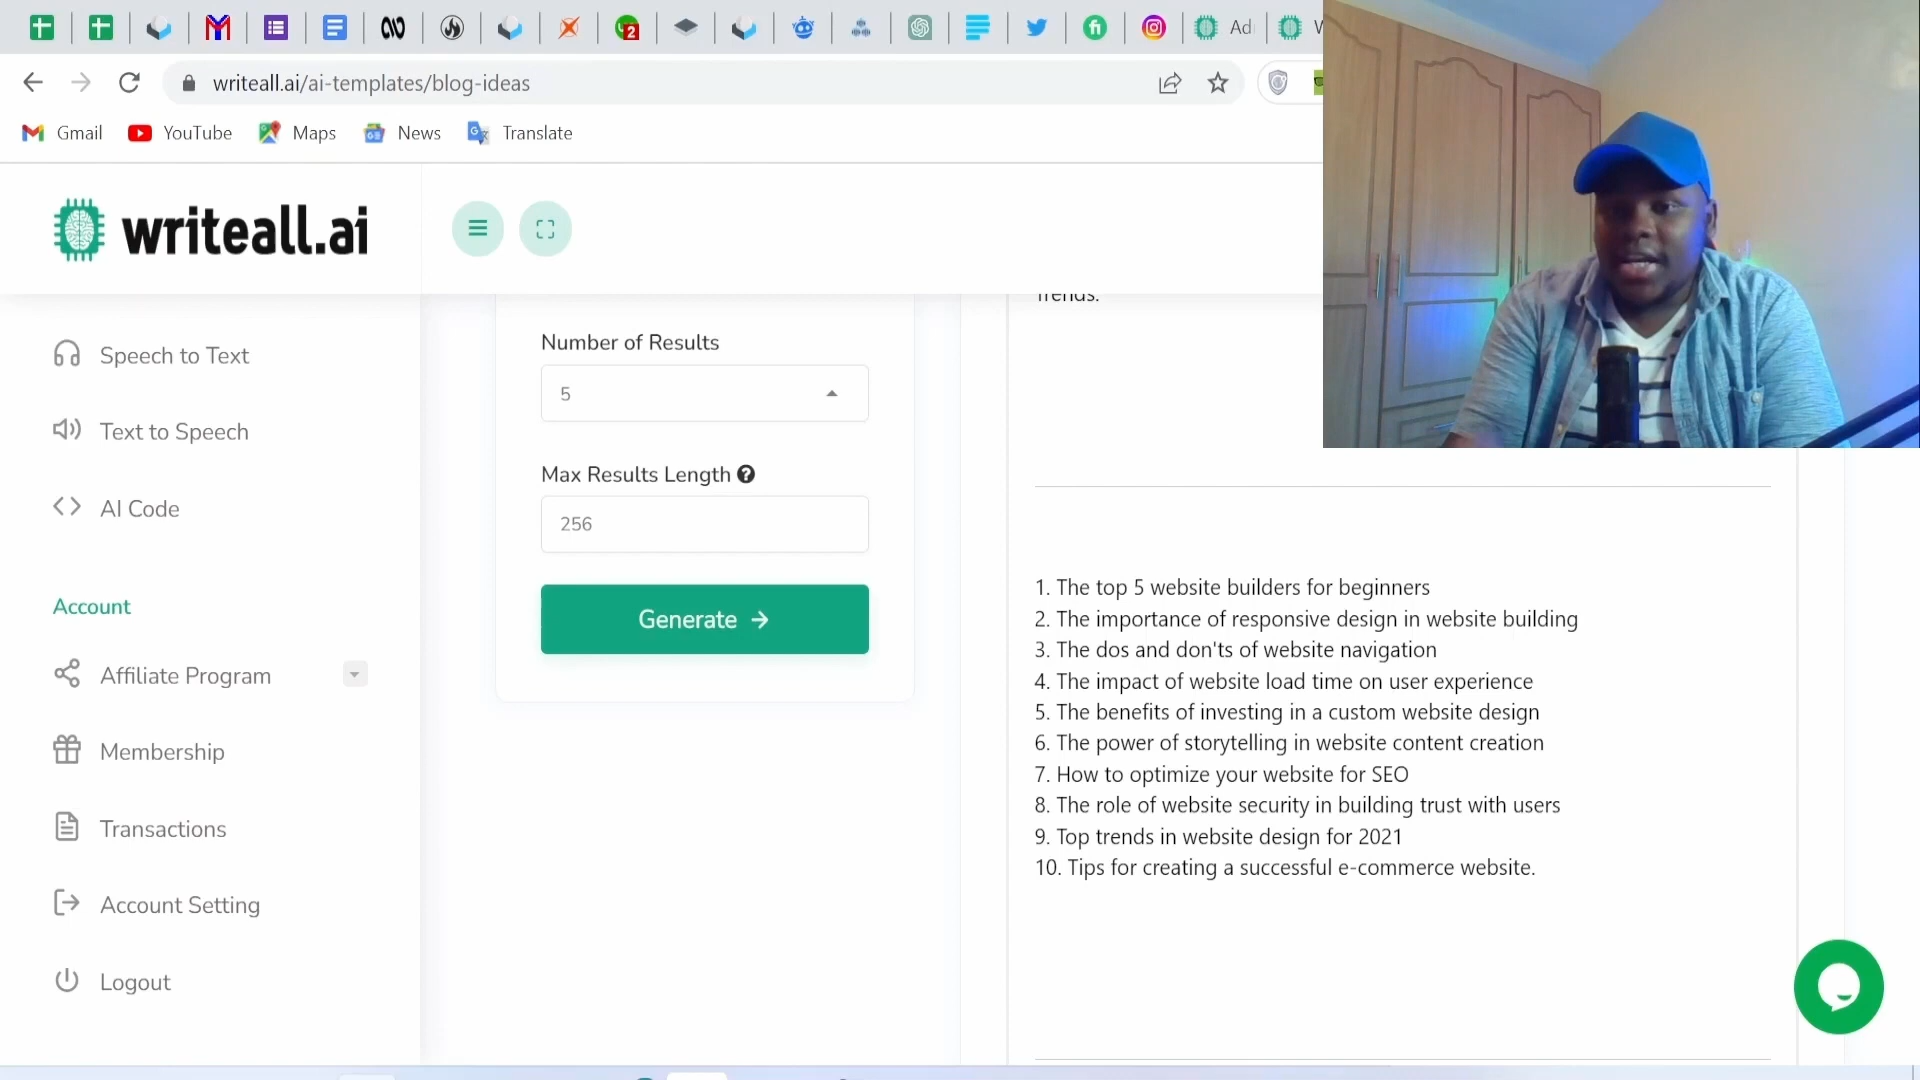 2
Ad
writeall.ai/ai-templates/blog-ideas
Gmail
YouTube
Maps
News
Translate
writeall.ai
Speech to Text
Text to Speech
AI Code
Account
Affiliate Program
Membership
Transactions
Account Setting
Logout
Number of Results
5
Max Results Length
256
Generate
Trends.
1. The top 5 website builders for beginners
2. The importance of responsive design in website building
3. The dos and don'ts of website navigation
4. The impact of website load time on user experience
5. The benefits of investing in a custom website design
6. The power of storytelling in website content creation
7. How to optimize your website for SEO
8. The role of website security in building trust with users
9. Top trends in website design for 2021
10. Tips for creating a successful e-commerce website.